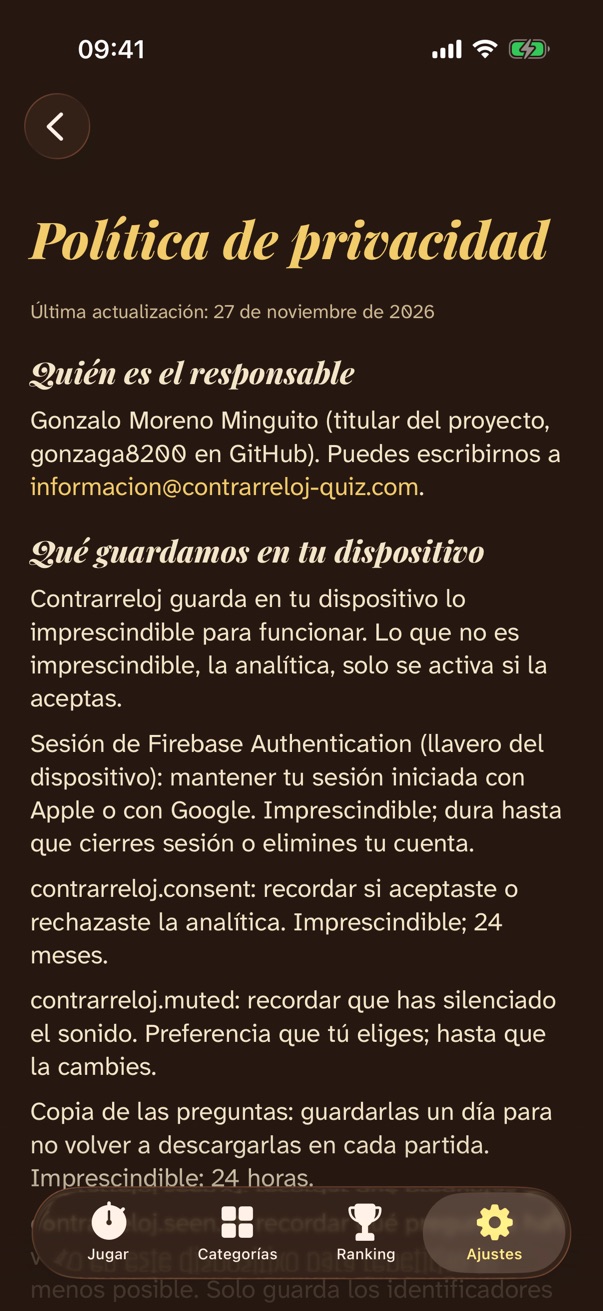 09:41
Política de privacidad
Última actualización: 27 de noviembre de 2026
Quién es el responsable
Gonzalo Moreno Minguito (titular del proyecto,
gonzaga8200 en GitHub). Puedes escribirnos a
informacion@contrarreloj-quiz.com.
Qué guardamos en tu dispositivo
Contrarreloj guarda en tu dispositivo lo
imprescindible para funcionar. Lo que no es
imprescindible, la analítica, solo se activa si la
aceptas.
Sesión de Firebase Authentication (llavero del
dispositivo): mantener tu sesión iniciada con
Apple o con Google. Imprescindible; dura hasta
que cierres sesión o elimines tu cuenta.
contrarreloj.consent: recordar si aceptaste o
rechazaste la analítica. Imprescindible; 24
meses.
contrarreloj.muted: recordar que has silenciado
el sonido. Preferencia que tú eliges; hasta que
la cambies.
Copia de las preguntas: guardarlas un día para
no volver a descargarlas en cada partida.
Imprescindible; 24 horas.
Jugar
Categorías
Ranking
Ajustes
menos posible. Solo guarda los identificadores